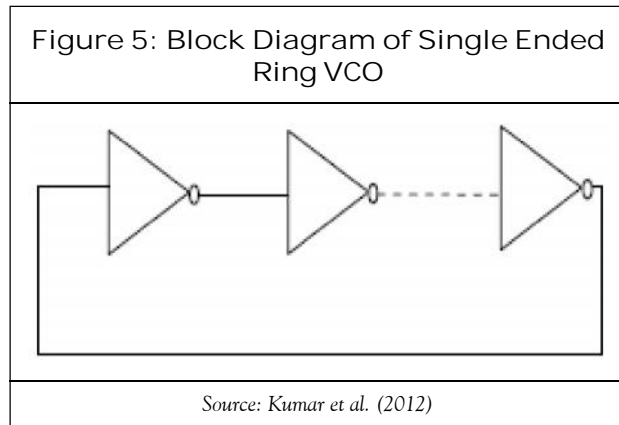 Figure 5: Block Diagram of Single Ended
Ring VCO
Source: Kumar et al. (2012)